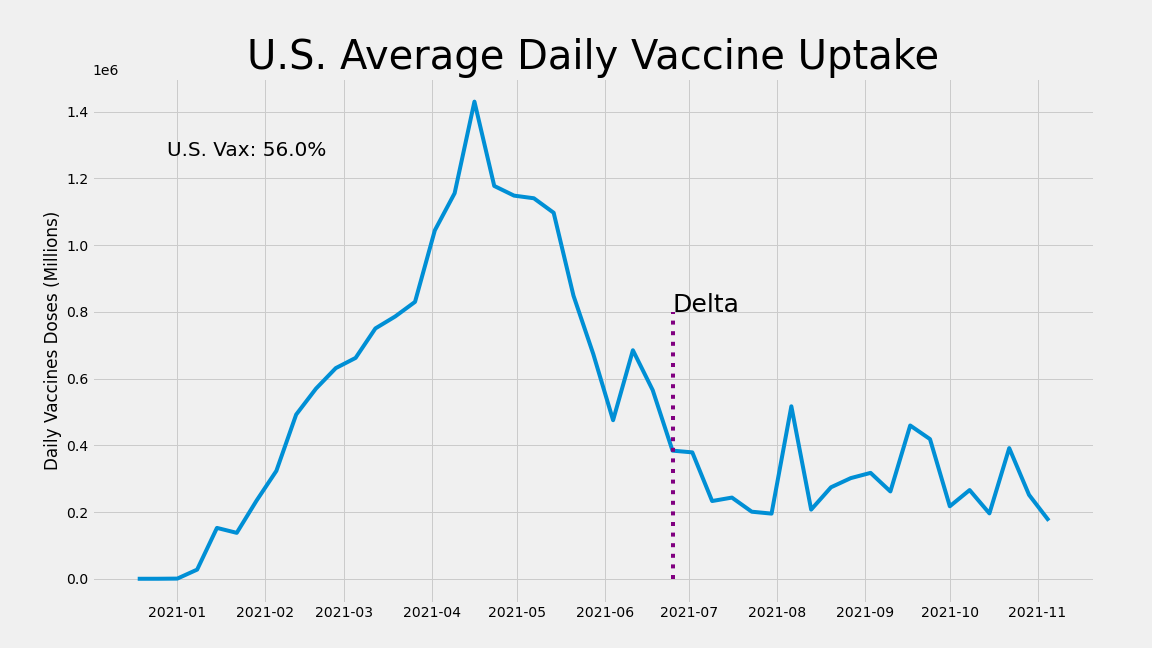 U.S. Average Daily Vaccine Uptake
1e6
1.4
U.S. Vax: 56.0%
1.2
1.0
Daily Vaccines Doses (Millions)
Delta
0.8
0.6
0.4
0.2
0.0
2021-01 2021-02 2021-03 2021-04 2021-05 2021-06 2021-07 2021-08 2021-09 2021-10 2021-11